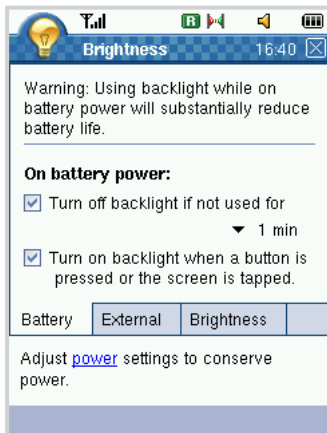 R
Brightness 16:40
Warning: Using backlight while on
battery power will substantially reduce
battery life.
On battery power:
Turn off backlight if not used for
1 min
Turn on backlight when a button is
pressed or the screen is tapped.
Battery External Brightness
Adjust power settings to conserve
power.